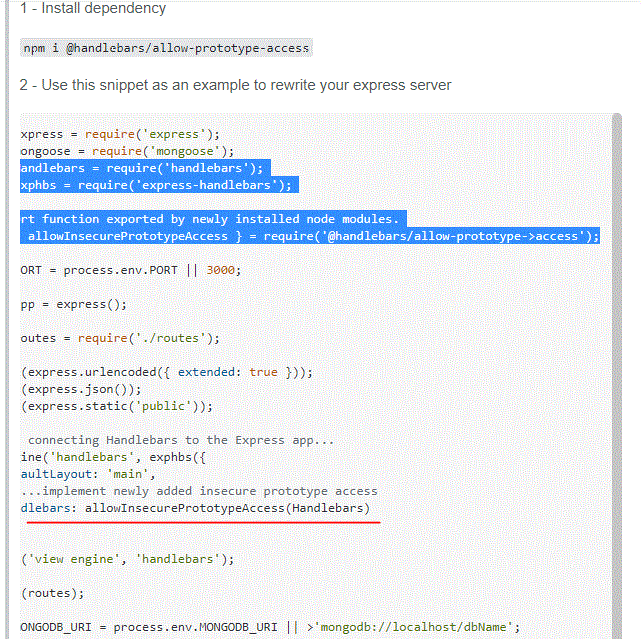 1 - Install dependency
npm i @handlebars/allow-prototype-access
2 - Use this snippet as an example to rewrite your express server
xpress = require('express');
ongoose = require('mongoose');
andlebars = require('handlebars');
xphbs = require('express-handlebars');
rt function exported by newly installed node modules.
allowInsecurePrototypeAccess } = require('@handlebars/allow-prototype->access');
ORT = process.env.PORT || 3000;
pp = express();
outes = require('./routes');
(express.urlencoded({ extended: true }));
(express.json());
(express.static('public'));
connecting Handlebars to the Express app...
ine('handlebars', exphbs({
aultLayout: 'main',
...implement newly added insecure prototype access
dlebars: allowInsecurePrototypeAccess(Handlebars)
('view engine', 'handlebars');
(routes);
ONGODB_URI = process.env.MONGODB_URI || >'mongodb://localhost/dbName';